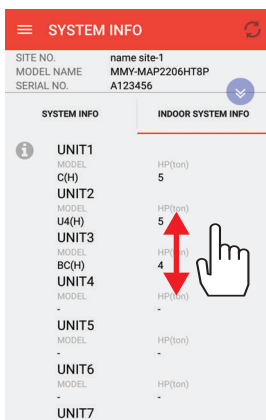 SYSTEM INFO
SITE NO. name site-1
MODEL NAME MMY-MAP2206HT8P
SERIAL NO. A123456
SYSTEM INFO INDOOR SYSTEM INFO
UNIT1
MODEL HP(ton)
C(H) 5
UNIT2
MODEL HP(ton)
U4(H) 5
UNIT3
MODEL HP(ton)
BC(H) 4
UNIT4
MODEL HP(ton)
- -
UNIT5
MODEL HP(ton)
- -
UNIT6
MODEL HP(ton)
- -
UNIT7